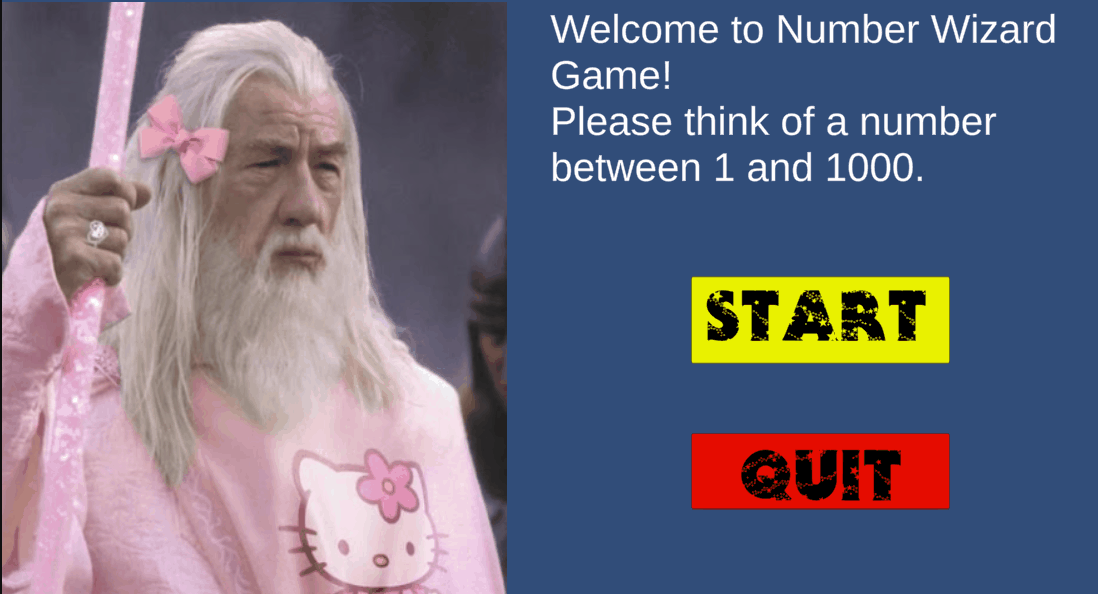 Welcome to Number Wizard
Game!
Please think of a number
between 1 and 1000.
START
QUIT